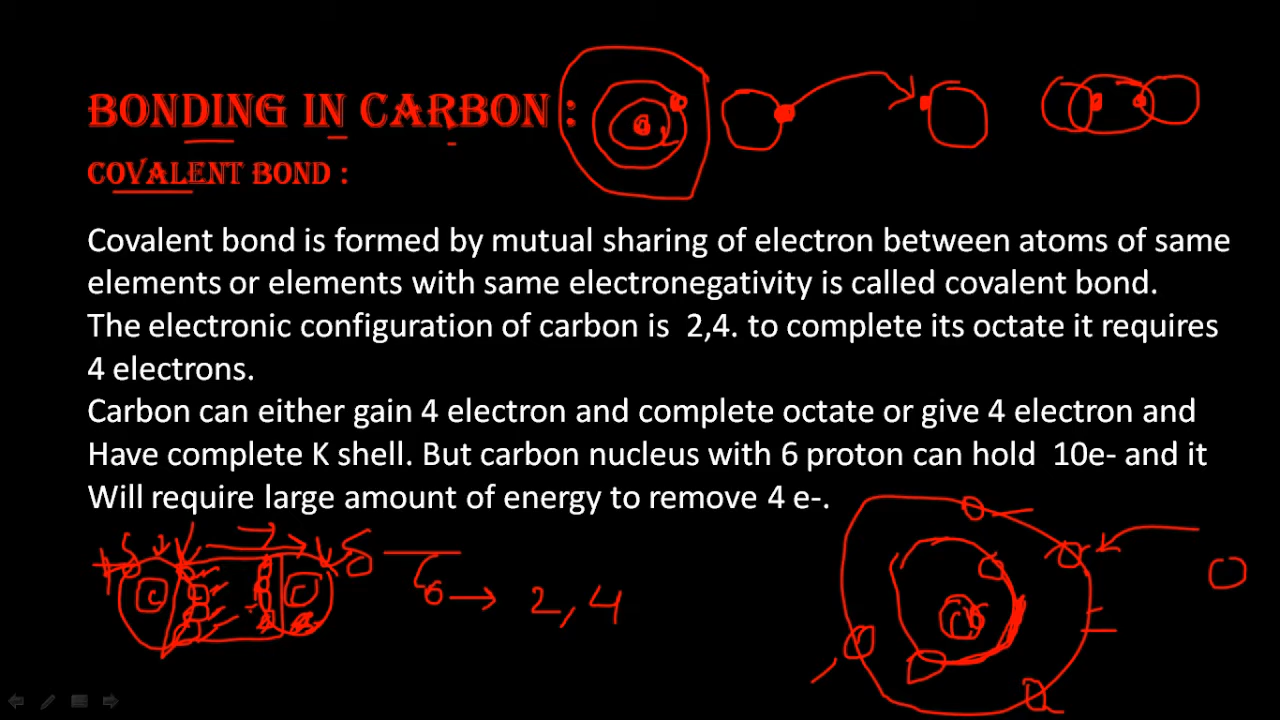 BONDING IN CARBON :
COVALENT BOND :
Covalent bond is formed by mutual sharing of electron between atoms of same
elements or elements with same electronegativity is called covalent bond.
The electronic configuration of carbon is 2,4. to complete its octate it requires
4 electrons.
Carbon can either gain 4 electron and complete octate or give 4 electron and
Have complete K shell. But carbon nucleus with 6 proton can hold 10e- and it
Will require large amount of energy to remove 4 e-.
C C
6 → 2,4